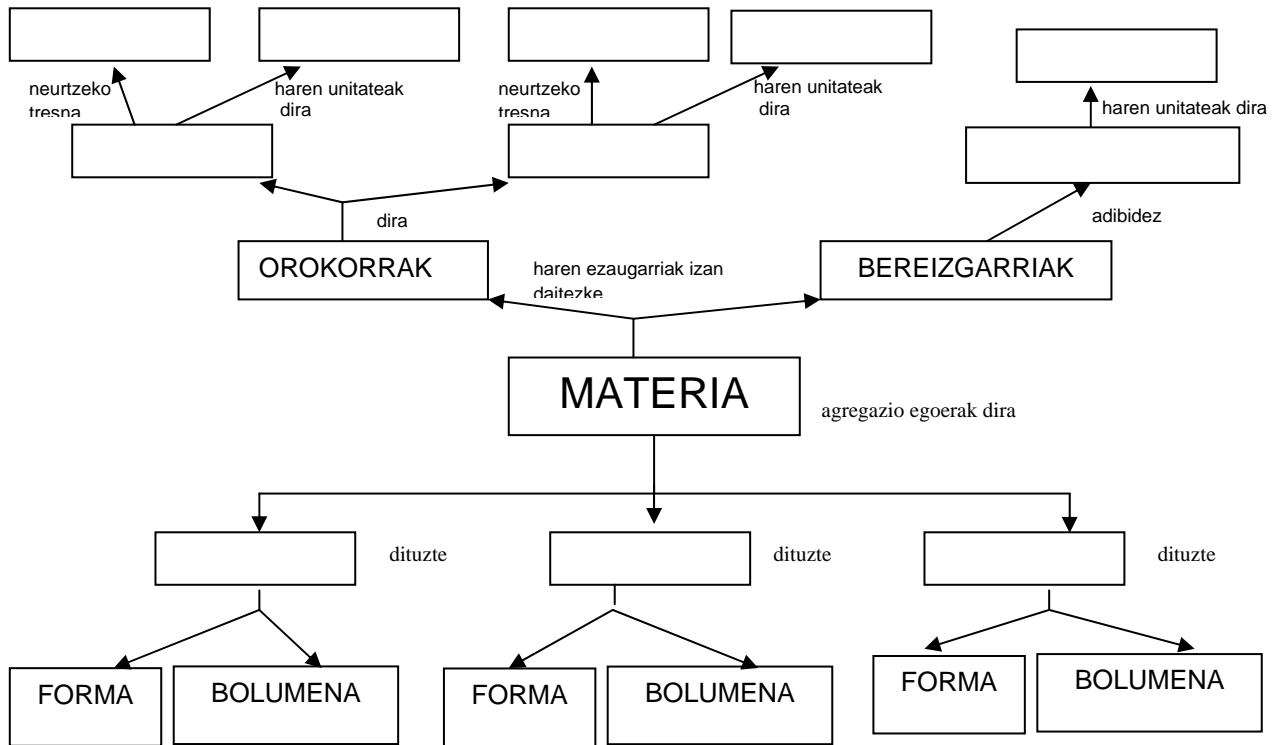 neurtzeko
tresna
haren unitateak
dira
neurtzeko
tresna
haren unitateak
dira
haren unitateak dira
dira
adibidez
OROKORRAK
haren ezaugarriak izan
daitezke
BEREIZGARRIAK
MATERIA
agregazio egoerak dira
dituzte
dituzte
dituzte
FORMA
BOLUMENA
FORMA
BOLUMENA
FORMA
BOLUMENA